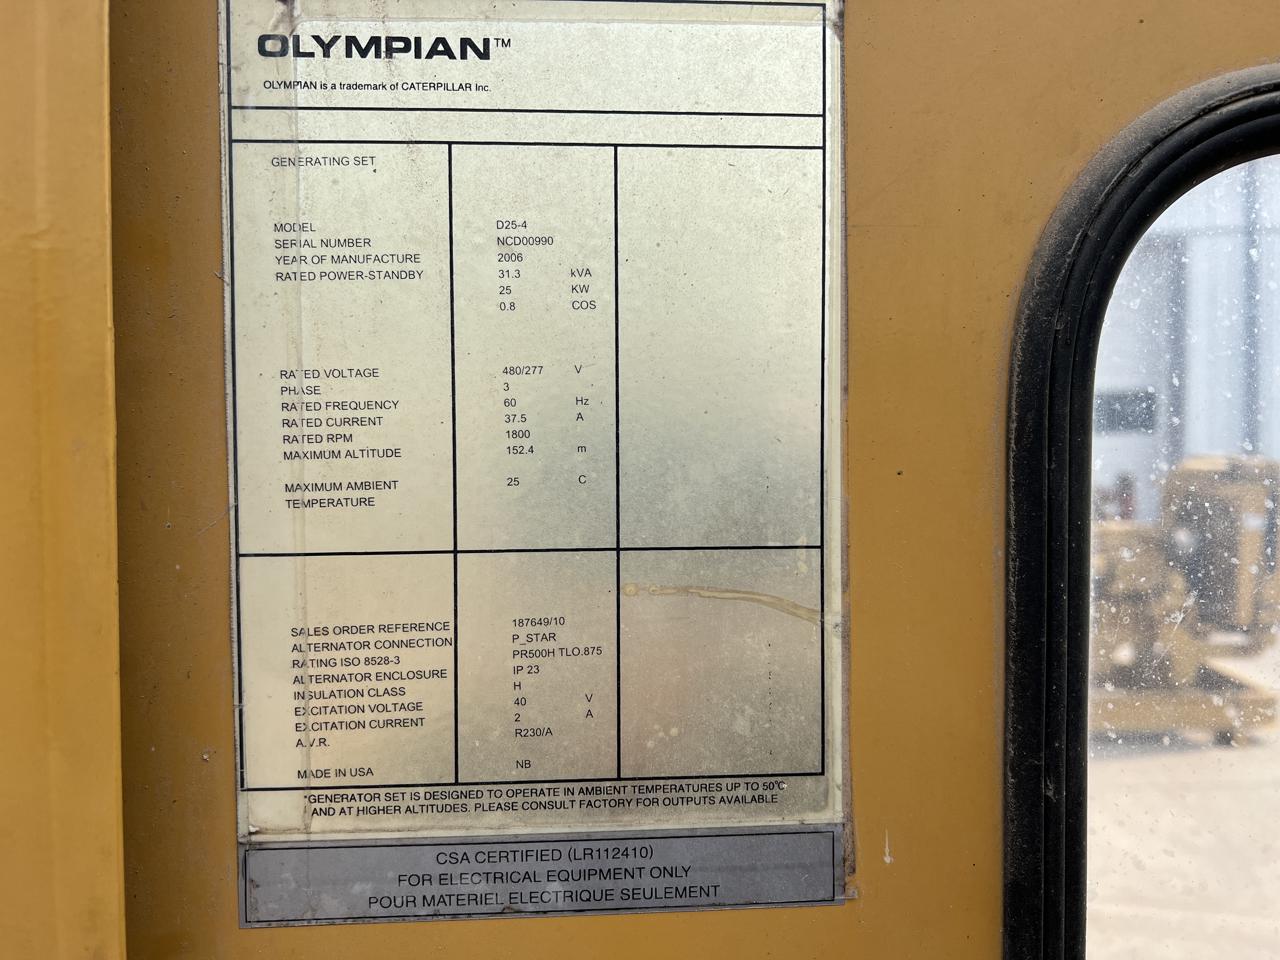 OLYMPIAN™
OLYMPIAN is a trademark of CATERPILLAR Inc.
GENERATING SET
MODEL D25-4
SERIAL NUMBER NCD00990
YEAR OF MANUFACTURE 2006
RATED POWER-STANDBY 31.3 kVA
25 KW
0.8 COS
RATED VOLTAGE 480/277 V
PHASE 3
RATED FREQUENCY 60 Hz
RATED CURRENT 37.5 A
RATED RPM 1800
MAXIMUM ALTITUDE 152.4 m
MAXIMUM AMBIENT 25 C
TEMPERATURE
SALES ORDER REFERENCE 187649/10
ALTERNATOR CONNECTION P_STAR
RATING ISO 8528-3 PR500H TLO.875
ALTERNATOR ENCLOSURE IP 23
INSULATION CLASS H
EXCITATION VOLTAGE 40 V
EXCITATION CURRENT 2 A
A.V.R. R230/A
MADE IN USA NB
*GENERATOR SET IS DESIGNED TO OPERATE IN AMBIENT TEMPERATURES UP TO 50°C
AND AT HIGHER ALTITUDES. PLEASE CONSULT FACTORY FOR OUTPUTS AVAILABLE
CSA CERTIFIED (LR112410)
FOR ELECTRICAL EQUIPMENT ONLY
POUR MATERIEL ELECTRIQUE SEULEMENT